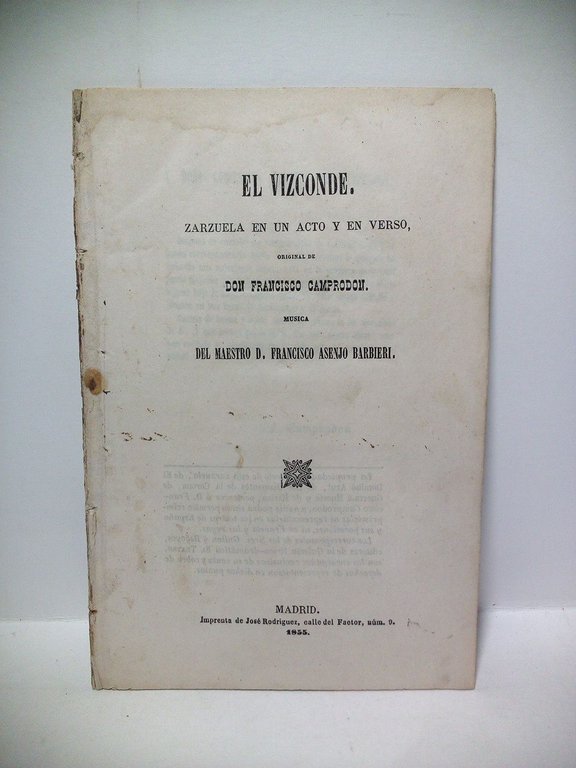 EL VIZCONDE.
ZARZUELA EN UN ACTO Y EN VERSO,
ORIGINAL DE
DON FRANCISCO CAMPRODON.
MUSICA
DEL MAESTRO D. FRANCISCO ASENJO BARBIERI.
MADRID.
Imprenta de José Rodriguez, calle del Factor, núm. 9.
1855.